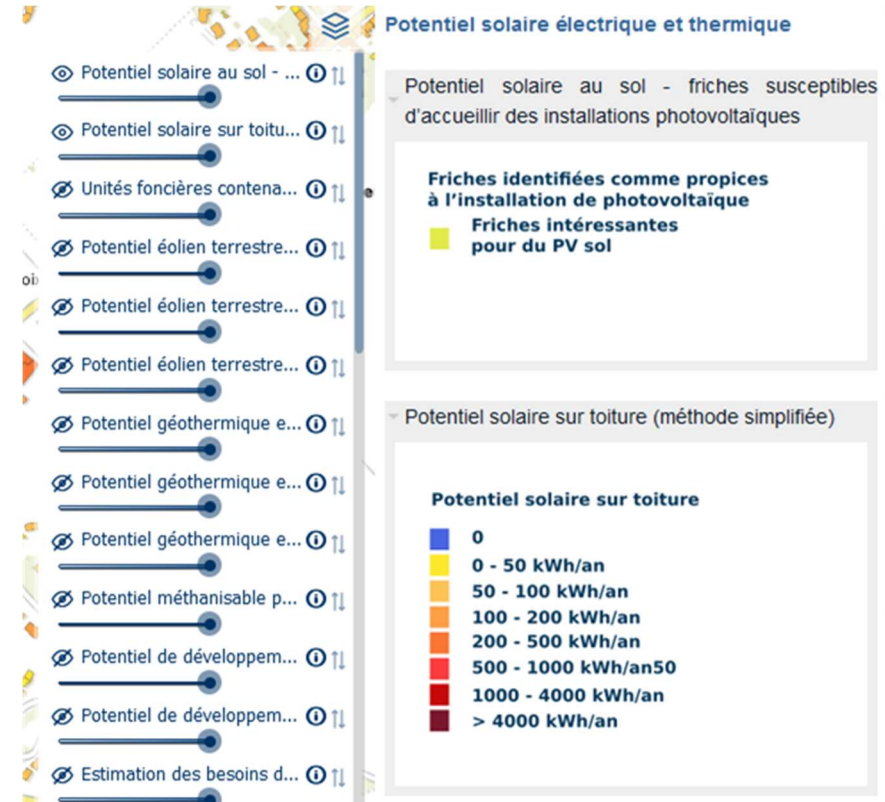 Potentiel solaire au sol - ...
Potentiel solaire sur toitu...
Unités foncières contena...
Potentiel éolien terrestre...
Potentiel éolien terrestre...
Potentiel éolien terrestre...
Potentiel géothermique e...
Potentiel géothermique e...
Potentiel géothermique e...
Potentiel méthanisable p...
Potentiel de développem...
Potentiel de développem...
Estimation des besoins d...
Potentiel solaire électrique et thermique
Potentiel solaire au sol - friches susceptibles
d'accueillir des installations photovoltaïques
Friches identifiées comme propices
à l'installation de photovoltaïque
Friches intéressantes
pour du PV sol
Potentiel solaire sur toiture (méthode simplifiée)
Potentiel solaire sur toiture
0
0 - 50 kWh/an
50 - 100 kWh/an
100 - 200 kWh/an
200 - 500 kWh/an
500 - 1000 kWh/an50
1000 - 4000 kWh/an
> 4000 kWh/an